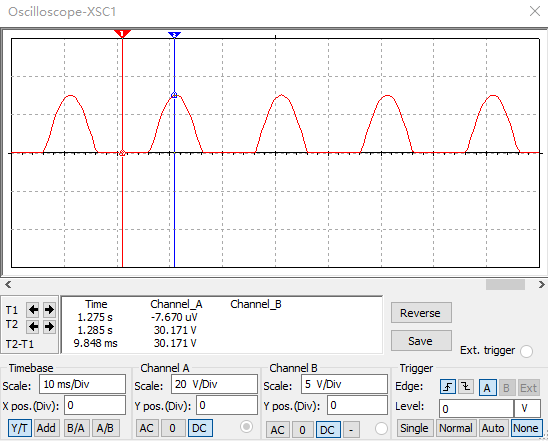 Oscilloscope-XSC1
1 2
Time Channel_A Channel_B
T1 1.275 s -7.670 uV
T2 1.285 s 30.171 V
T2-T1 9.848 ms 30.171 V
Reverse
Save
Ext. trigger
Timebase Channel A Channel B Trigger
Scale: 10 ms/Div Scale: 20 V/Div Scale: 5 V/Div Edge: A B Ext
X pos.(Div): 0 Y pos.(Div): 0 Y pos.(Div): 0 Level: 0 V
Y/T Add B/A A/B AC 0 DC AC 0 DC - Single Normal Auto None